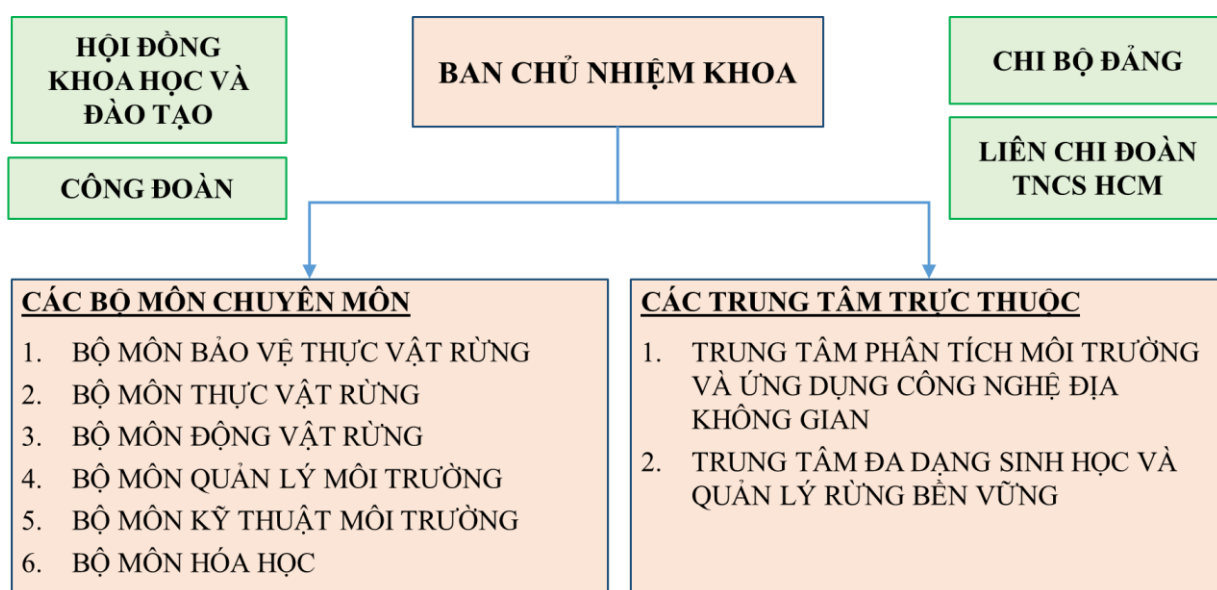 HỘI ĐỒNG
KHOA HỌC VÀ
ĐÀO TẠO
CÔNG ĐOÀN
BAN CHỦ NHIỆM KHOA
CHI BỘ ĐẢNG
LIÊN CHI ĐOÀN
TNCS HCM
CÁC BỘ MÔN CHUYÊN MÔN
1. BỘ MÔN BẢO VỆ THỰC VẬT RỪNG
2. BỘ MÔN THỰC VẬT RỪNG
3. BỘ MÔN ĐỘNG VẬT RỪNG
4. BỘ MÔN QUẢN LÝ MÔI TRƯỜNG
5. BỘ MÔN KỸ THUẬT MÔI TRƯỜNG
6. BỘ MÔN HÓA HỌC
CÁC TRUNG TÂM TRỰC THUỘC
1. TRUNG TÂM PHÂN TÍCH MÔI TRƯỜNG
VÀ ỨNG DỤNG CÔNG NGHỆ ĐỊA
KHÔNG GIAN
2. TRUNG TÂM ĐA DẠNG SINH HỌC VÀ
QUẢN LÝ RỪNG BỀN VỮNG